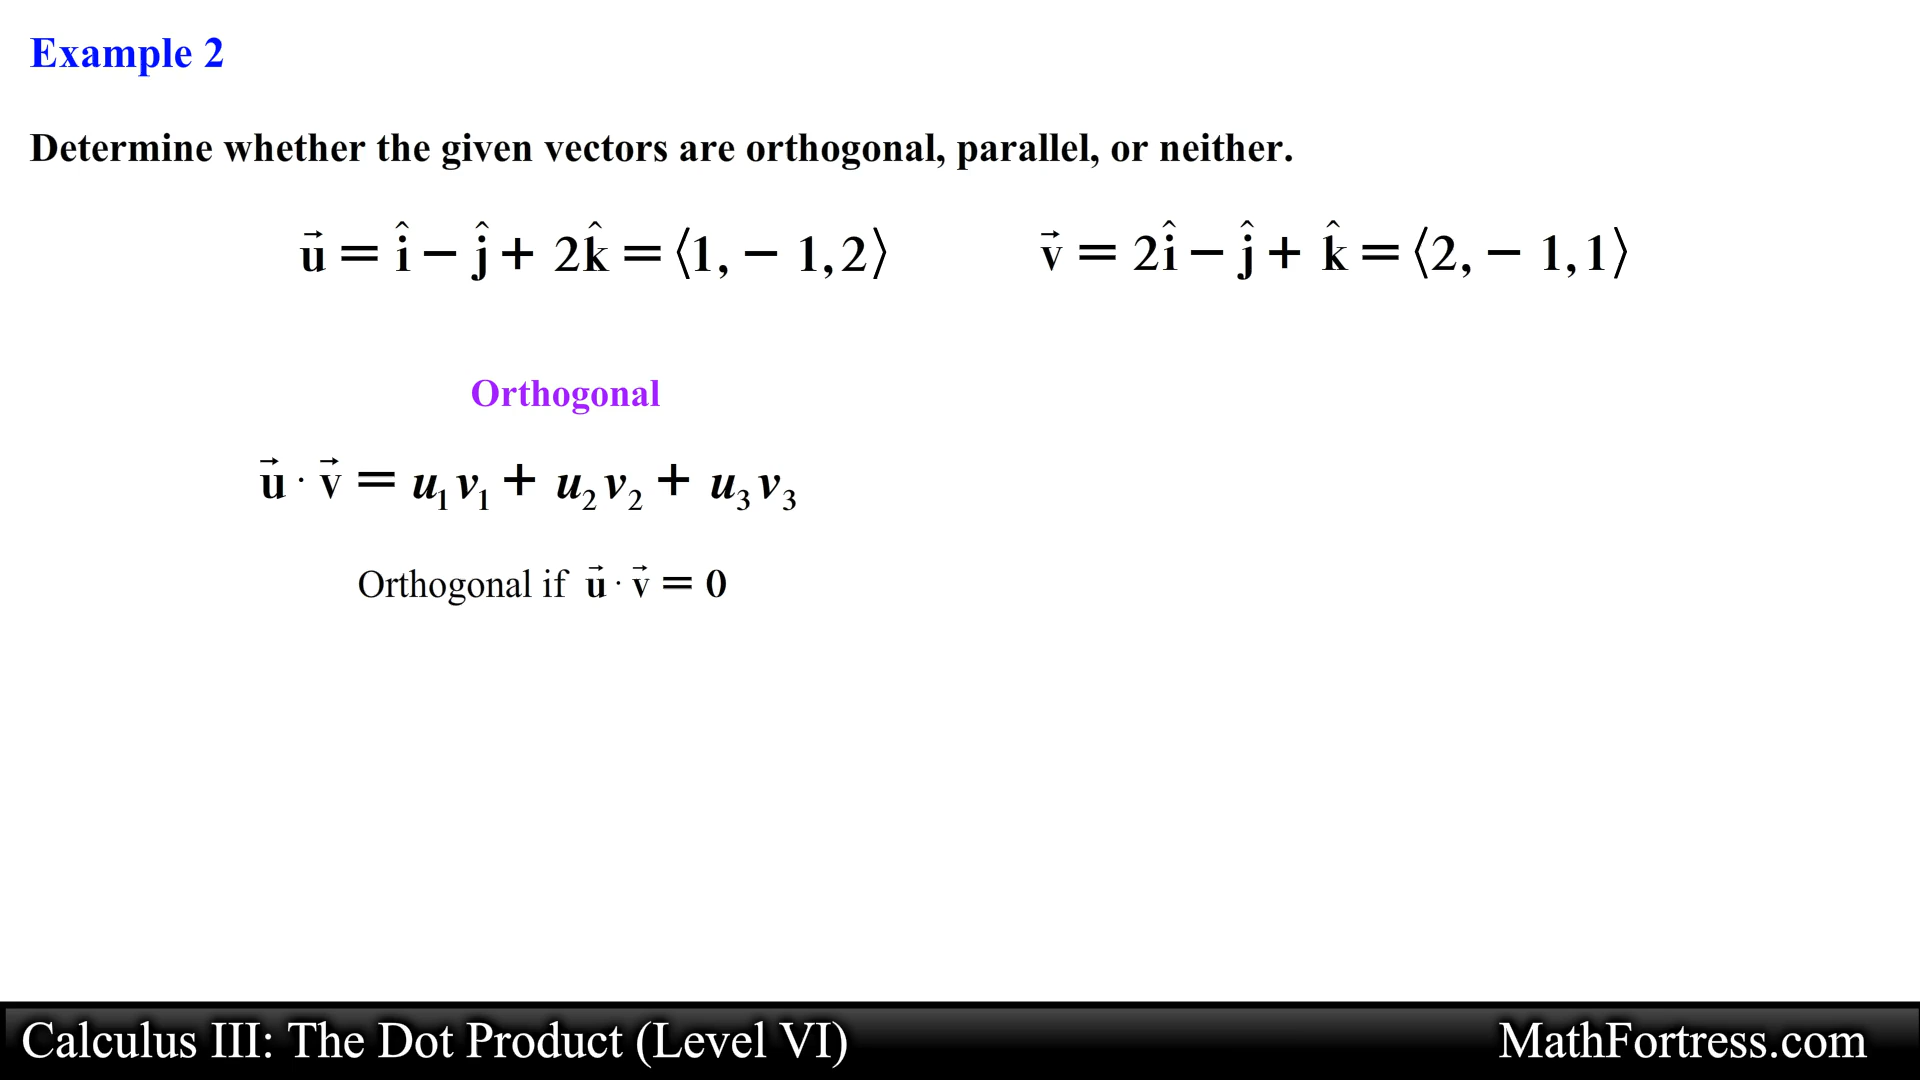 Example 2
Determine whether the given vectors are orthogonal, parallel, or neither.
u⃗ = î − ĵ + 2k̂ = ⟨1, − 1, 2⟩ v⃗ = 2î − ĵ + k̂ = ⟨2, − 1, 1⟩
Orthogonal
u⃗ · v⃗ = u₁v₁ + u₂v₂ + u₃v₃
Orthogonal if u⃗ · v⃗ = 0
Calculus III: The Dot Product (Level VI) MathFortress.com